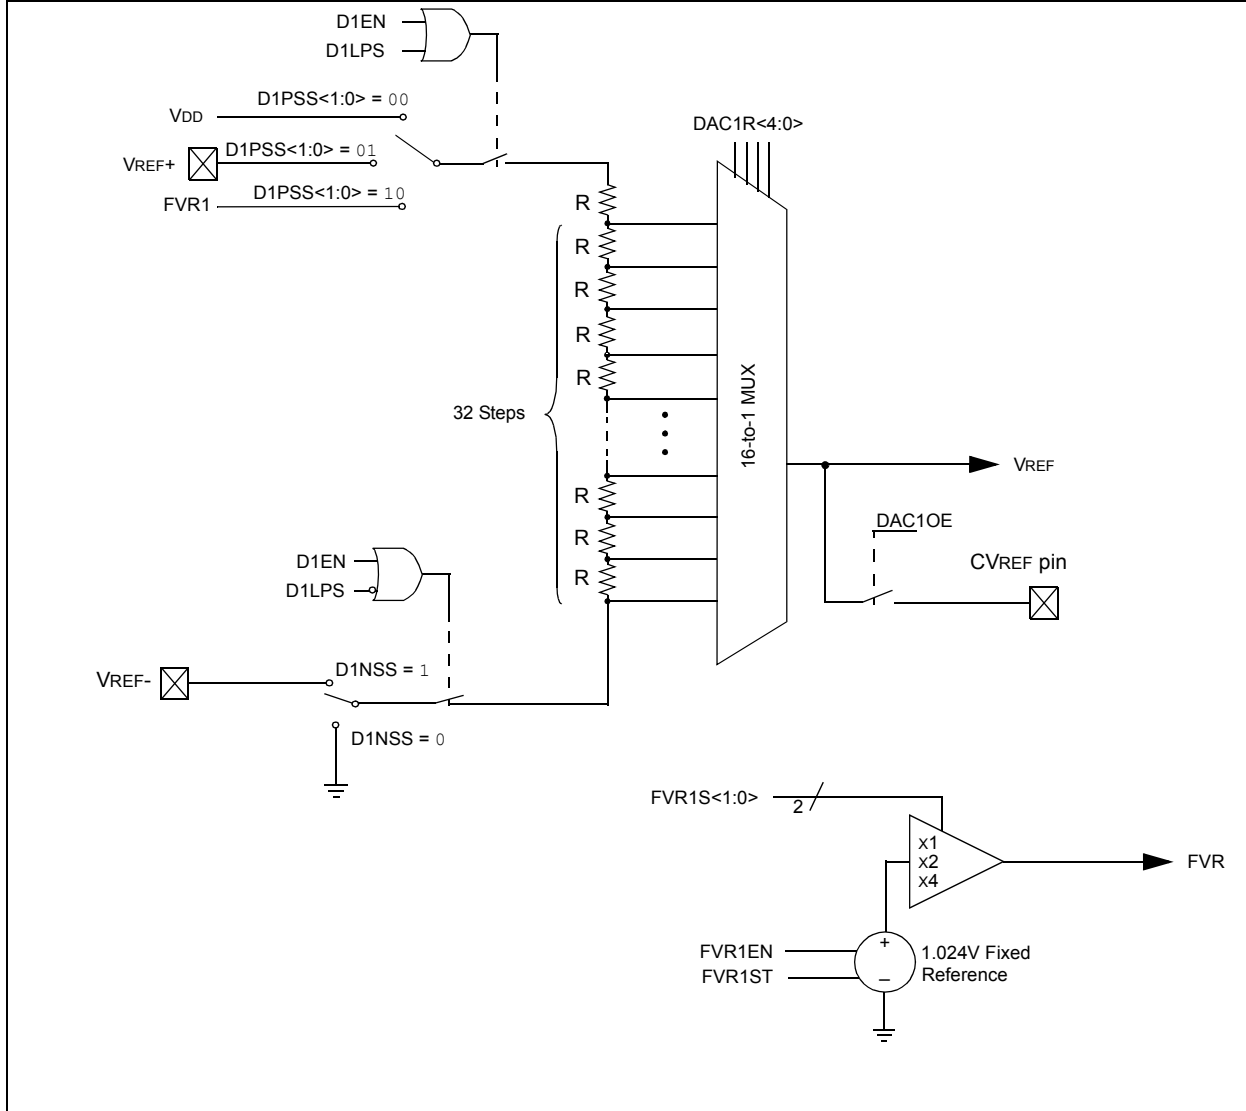 D1EN
D1LPS
D1PSS<1:0> = 00
VDD
DAC1R<4:0>
D1PSS<1:0> = 01
VREF+
D1PSS<1:0> = 10
FVR1
R
R
R
R
R
32 Steps
16-to-1 MUX
VREF
R
DAC1OE
R
D1EN
CVREF pin
R
D1LPS
D1NSS = 1
VREF-
D1NSS = 0
FVR1S<1:0>
2
x1
x2
x4
FVR
+
FVR1EN
1.024V Fixed
Reference
FVR1ST
–